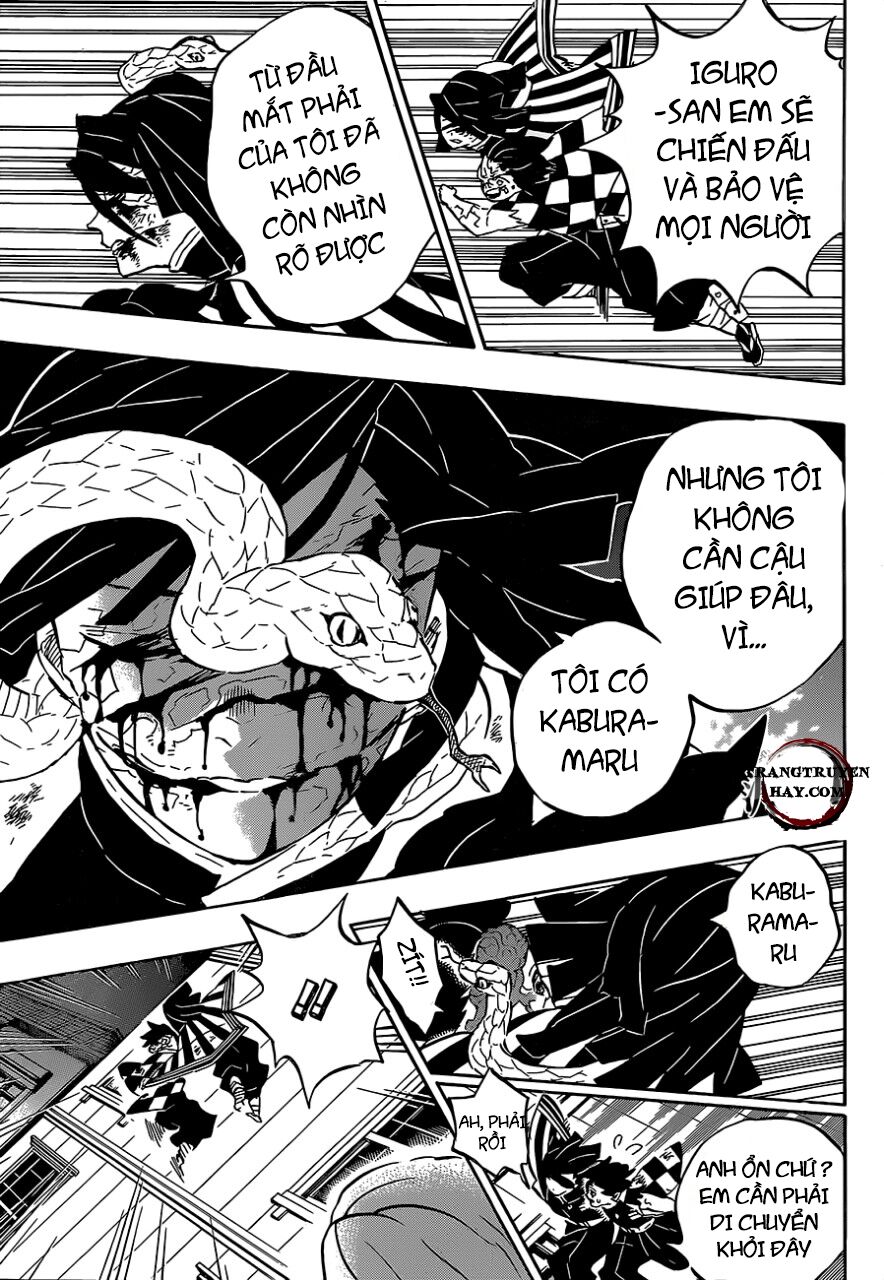 IGURO
-SAN EM SẼ
CHIẾN ĐẤU
VÀ BẢO VỆ
MỌI NGƯỜI
TỪ ĐẦU
MẮT PHẢI
CỦA TÔI ĐÃ
KHÔNG
CÒN NHÌN
RÕ ĐƯỢC
NHƯNG TÔI
KHÔNG
CẦN CẬU
GIÚP ĐÂU,
VÌ...
TÔI CÓ
KABURA-
MARU
TRANGTRUYEN
HAY.COM
KABU-
RAMA-
RU
ZÍT!!
!!
AH, PHẢI
RỒI
ANH ỔN CHỨ ?
EM CẦN PHẢI
DI CHUYỂN
KHỎI ĐÂY